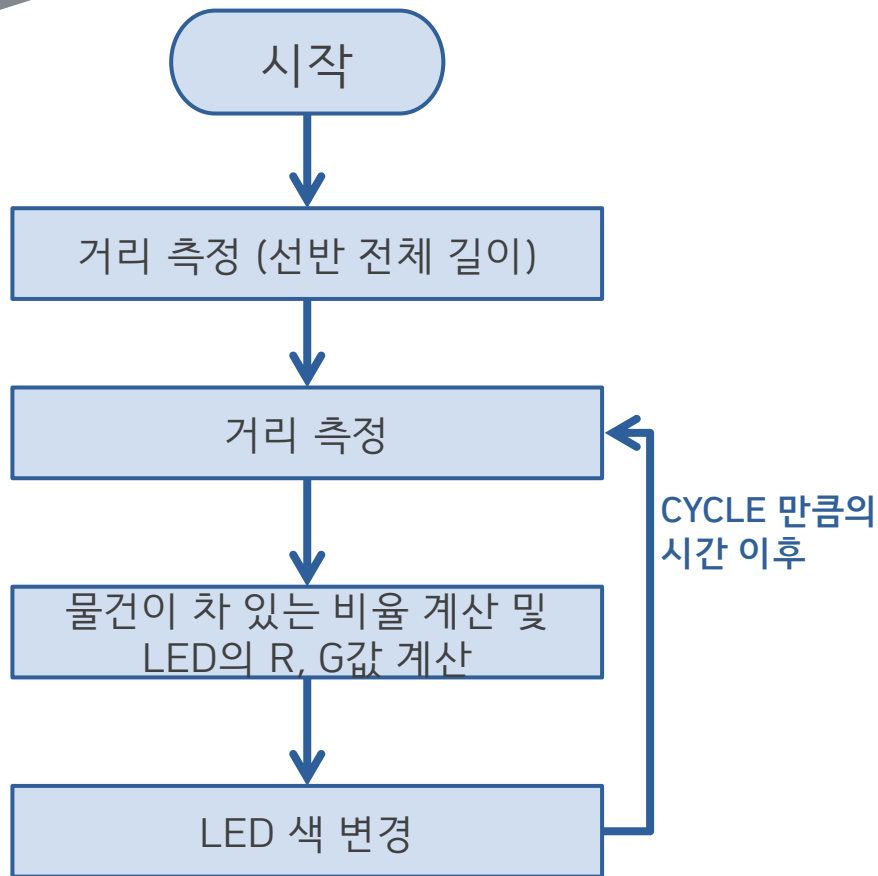 시작
거리 측정 (선반 전체 길이)
거리 측정
CYCLE 만큼의
시간 이후
물건이 차 있는 비율 계산 및
LED의 R, G값 계산
LED 색 변경